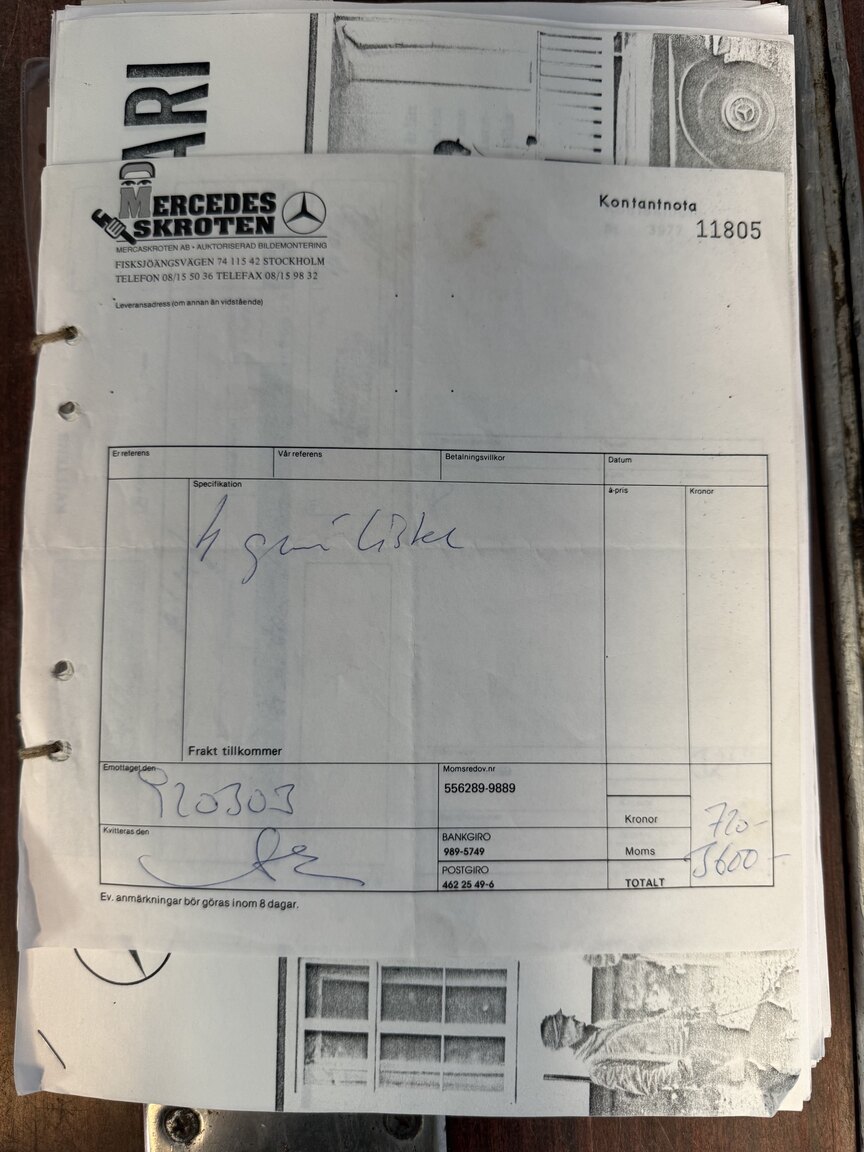 ARI
MERCEDES
SKROTEN
MERCASKROTEN AB • AUKTORISERAD BILDEMONTERING
FISKSJÖÄNGSVÄGEN 74 115 42 STOCKHOLM
TELEFON 08/15 50 36 TELEFAX 08/15 98 32
Kontantnota
11805
Leveransadress (om annan än vidstående)
Er referens Vår referens Betalningsvillkor Datum
Specifikation à-pris Kronor
4 lister
Frakt tillkommer
Emottaget den
920303
Momsredov.nr
556289-9889
Kronor 720-
Kvitteras den
BANKGIRO
989-5749
Moms
3600-
POSTGIRO
462 25 49-6
TOTALT
Ev. anmärkningar bör göras inom 8 dagar.